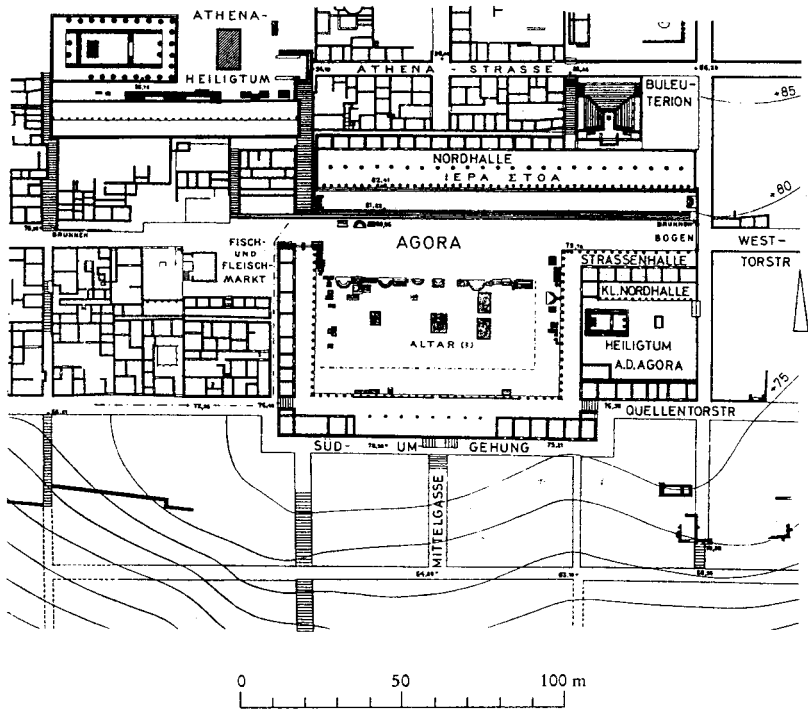 ATHENA-
HEILIGTUM
ATHENA - STRASSE
BULEU-
TERION
+85
NORDHALLE
ΙΕΡΑ ΣΤΟΑ
+80
BRUNNEN
BRUNNEN
BOGEN
WEST-
TORSTR
FISCH-
UND
FLEISCH-
MARKT
AGORA
STRASSENHALLE
KL. NORDHALLE
ALTAR (?)
HEILIGTUM
A.D. AGORA
+75
QUELLENTORSTR
SÜD- UM- GEHUNG
MITTELGASSE
0 50 100 m